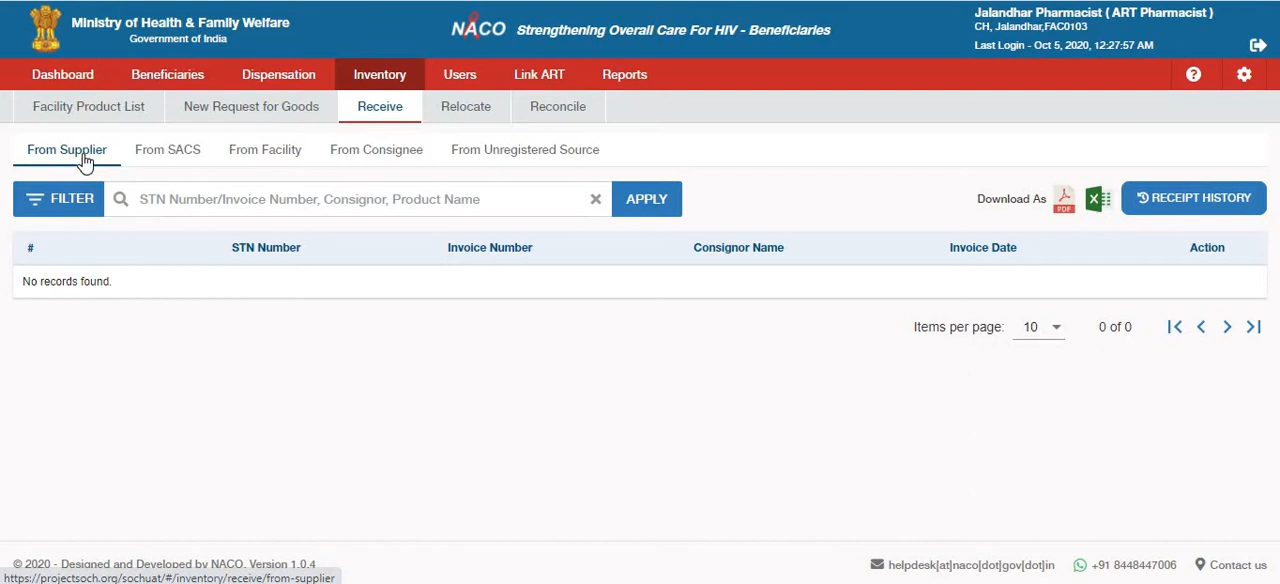 Ministry of Health & Family Welfare
Government of India
NACO Strengthening Overall Care For HIV - Beneficiaries
Jalandhar Pharmacist ( ART Pharmacist )
CH, Jalandhar,FAC0103
Last Login - Oct 5, 2020, 12:27:57 AM
Dashboard Beneficiaries Dispensation Inventory Users Link ART Reports
Facility Product List New Request for Goods Receive Relocate Reconcile
From Supplier From SACS From Facility From Consignee From Unregistered Source
FILTER STN Number/Invoice Number, Consignor, Product Name APPLY Download As PDF RECEIPT HISTORY
# STN Number Invoice Number Consignor Name Invoice Date Action
No records found.
Items per page: 10 0 of 0
© 2020 - Designed and Developed by NACO. Version 1.0.4 helpdesk[at]naco[dot]gov[dot]in +91 8448447006 Contact us
https://projectsoch.org/sochuat/#/inventory/receive/from-supplier